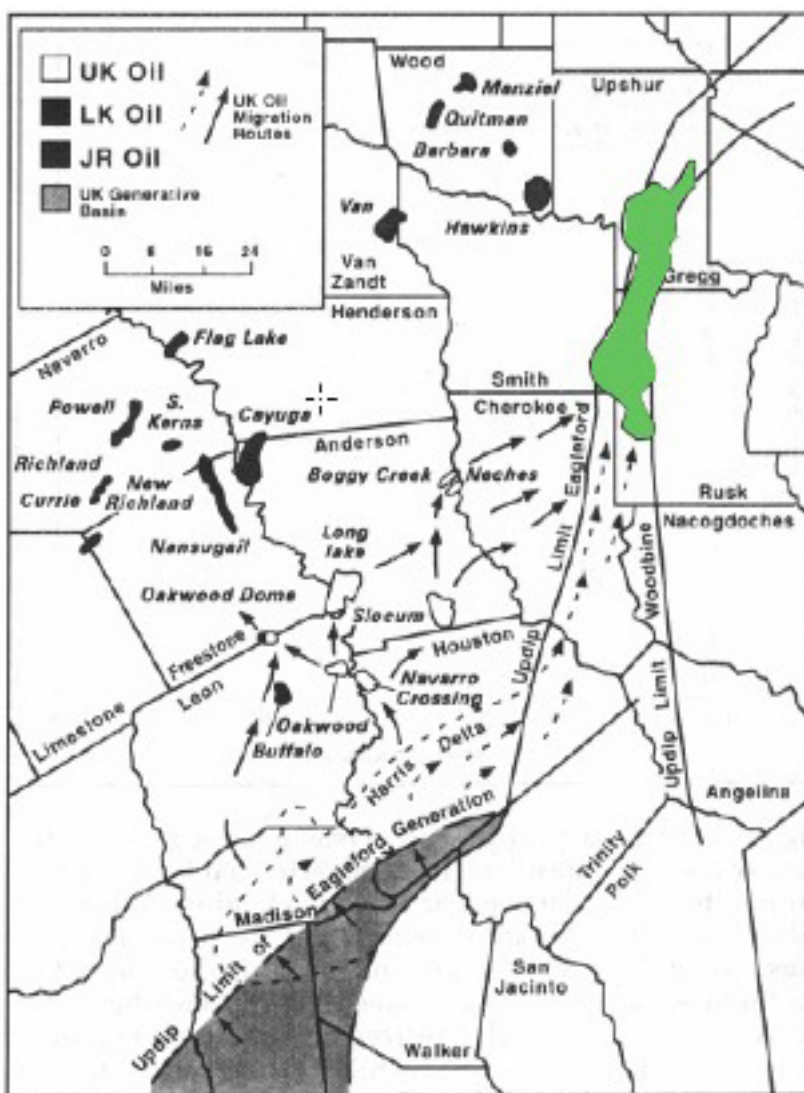 UK Oil
LK Oil
JR Oil
UK Generative
Basin
UK Oil
Migration
Routes
0 8 16 24
Miles
Wood
Manziel
Quitman
Barbara
Upshur
Van
Hawkins
Van
Zandt
Henderson
Gregg
Navarro
Flag Lake
Smith
Cherokee
Powell
S.
Kerns
Cayuga
Anderson
Richland
Currie
New
Richland
Boggy Creek
Neches
Rusk
Nacogdoches
Nansugail
Long
lake
Oakwood Dome
Slocum
Freestone
Leon
Limestone
Houston
Navarro
Crossing
Oakwood
Buffalo
Updip Limit Eagleford
Updip Limit Woodbine
Harris Delta
Angelina
Trinity
Polk
Madison
Updip Limit of Eagleford Generation
San
Jacinto
Walker